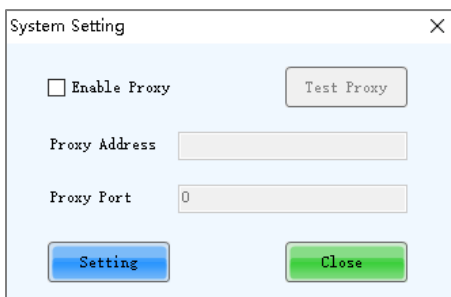 System Setting
Enable Proxy
Test Proxy
Proxy Address
Proxy Port
0
Setting
Close